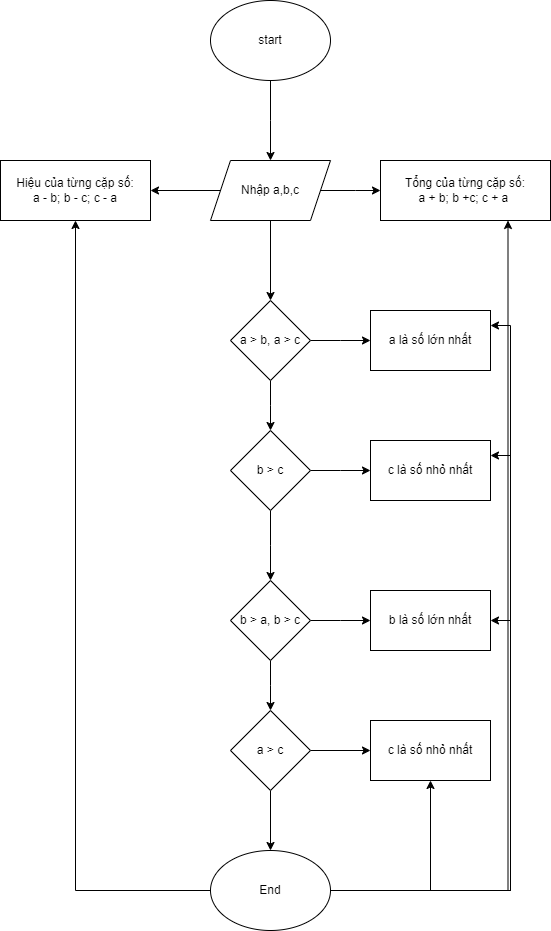 start
Hiệu của từng cặp số:
a - b; b - c; c - a
Nhập a,b,c
Tổng của từng cặp số:
a + b; b +c; c + a
a > b, a > c
a là số lớn nhất
b > c
c là số nhỏ nhất
b > a, b > c
b là số lớn nhất
a > c
c là số nhỏ nhất
End